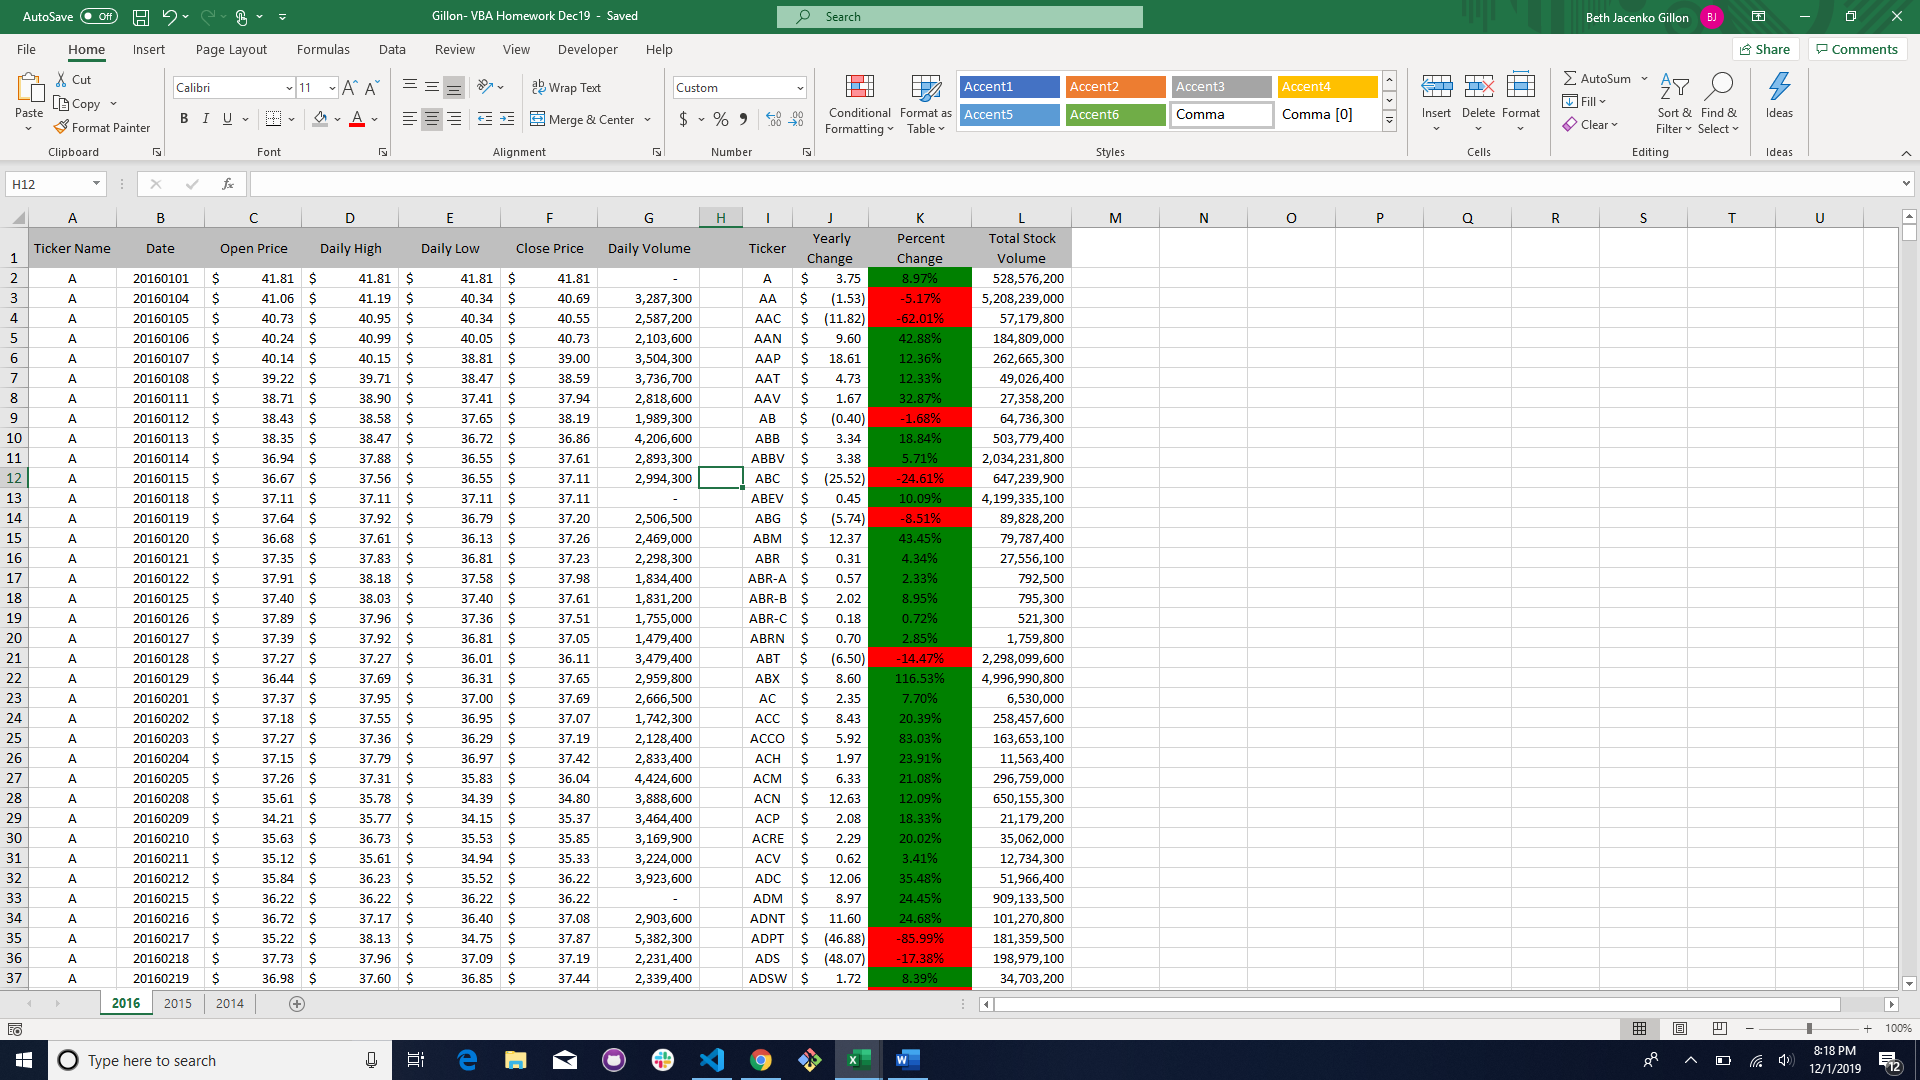 AutoSave Off Gillon- VBA Homework Dec19 - Saved Search Beth Jacenko Gillon BJ
File Home Insert Page Layout Formulas Data Review View Developer Help Share Comments
Paste Cut Copy Format Painter Clipboard
Calibri 11 B I U A Font
Wrap Text Merge & Center Alignment
Custom $ % Number
Conditional Formatting Format as Table
Accent1 Accent2 Accent3 Accent4
Accent5 Accent6 Comma Comma [0]
Styles
Insert Delete Format Cells
AutoSum Fill Clear Sort & Filter Find & Select Editing
Ideas Ideas
H12 fx
A B C D E F G H I J K L M N O P Q R S T U
1 Ticker Name Date Open Price Daily High Daily Low Close Price Daily Volume Ticker Yearly Change Percent Change Total Stock Volume
2 A 20160101 $ 41.81 $ 41.81 $ 41.81 $ 41.81 - A $ 3.75 8.97% 528,576,200
3 A 20160104 $ 41.06 $ 41.19 $ 40.34 $ 40.69 3,287,300 AA $ (1.53) -5.17% 5,208,239,000
4 A 20160105 $ 40.73 $ 40.95 $ 40.34 $ 40.55 2,587,200 AAC $ (11.82) -62.01% 57,179,800
5 A 20160106 $ 40.24 $ 40.99 $ 40.05 $ 40.73 2,103,600 AAN $ 9.60 42.88% 184,809,000
6 A 20160107 $ 40.14 $ 40.15 $ 38.81 $ 39.00 3,504,300 AAP $ 18.61 12.36% 262,665,300
7 A 20160108 $ 39.22 $ 39.71 $ 38.47 $ 38.59 3,736,700 AAT $ 4.73 12.33% 49,026,400
8 A 20160111 $ 38.71 $ 38.90 $ 37.41 $ 37.94 2,818,600 AAV $ 1.67 32.87% 27,358,200
9 A 20160112 $ 38.43 $ 38.58 $ 37.65 $ 38.19 1,989,300 AB $ (0.40) -1.68% 64,736,300
10 A 20160113 $ 38.35 $ 38.47 $ 36.72 $ 36.86 4,206,600 ABB $ 3.34 18.84% 503,779,400
11 A 20160114 $ 36.94 $ 37.88 $ 36.55 $ 37.61 2,893,300 ABBV $ 3.38 5.71% 2,034,231,800
12 A 20160115 $ 36.67 $ 37.56 $ 36.55 $ 37.11 2,994,300 ABC $ (25.52) -24.61% 647,239,900
13 A 20160118 $ 37.11 $ 37.11 $ 37.11 $ 37.11 - ABEV $ 0.45 10.09% 4,199,335,100
14 A 20160119 $ 37.64 $ 37.92 $ 36.79 $ 37.20 2,506,500 ABG $ (5.74) -8.51% 89,828,200
15 A 20160120 $ 36.68 $ 37.61 $ 36.13 $ 37.26 2,469,000 ABM $ 12.37 43.45% 79,787,400
16 A 20160121 $ 37.35 $ 37.83 $ 36.81 $ 37.23 2,298,300 ABR $ 0.31 4.34% 27,556,100
17 A 20160122 $ 37.91 $ 38.18 $ 37.58 $ 37.98 1,834,400 ABR-A $ 0.57 2.33% 792,500
18 A 20160125 $ 37.40 $ 38.03 $ 37.40 $ 37.61 1,831,200 ABR-B $ 2.02 8.95% 795,300
19 A 20160126 $ 37.89 $ 37.96 $ 37.36 $ 37.51 1,755,000 ABR-C $ 0.18 0.72% 521,300
20 A 20160127 $ 37.39 $ 37.92 $ 36.81 $ 37.05 1,479,400 ABRN $ 0.70 2.85% 1,759,800
21 A 20160128 $ 37.27 $ 37.27 $ 36.01 $ 36.11 3,479,400 ABT $ (6.50) -14.47% 2,298,099,600
22 A 20160129 $ 36.44 $ 37.69 $ 36.31 $ 37.65 2,959,800 ABX $ 8.60 116.53% 4,996,990,800
23 A 20160201 $ 37.37 $ 37.95 $ 37.00 $ 37.69 2,666,500 AC $ 2.35 7.70% 6,530,000
24 A 20160202 $ 37.18 $ 37.55 $ 36.95 $ 37.07 1,742,300 ACC $ 8.43 20.39% 258,457,600
25 A 20160203 $ 37.27 $ 37.36 $ 36.29 $ 37.19 2,128,400 ACCO $ 5.92 83.03% 163,653,100
26 A 20160204 $ 37.15 $ 37.79 $ 36.97 $ 37.42 2,833,400 ACH $ 1.97 23.91% 11,563,400
27 A 20160205 $ 37.26 $ 37.31 $ 35.83 $ 36.04 4,424,600 ACM $ 6.33 21.08% 296,759,000
28 A 20160208 $ 35.61 $ 35.78 $ 34.39 $ 34.80 3,888,600 ACN $ 12.63 12.09% 650,155,300
29 A 20160209 $ 34.21 $ 35.77 $ 34.15 $ 35.37 3,464,400 ACP $ 2.08 18.33% 21,179,200
30 A 20160210 $ 35.63 $ 36.73 $ 35.53 $ 35.85 3,169,900 ACRE $ 2.29 20.02% 35,062,000
31 A 20160211 $ 35.12 $ 35.61 $ 34.94 $ 35.33 3,224,000 ACV $ 0.62 3.41% 12,734,300
32 A 20160212 $ 35.84 $ 36.23 $ 35.52 $ 36.22 3,923,600 ADC $ 12.06 35.48% 51,966,400
33 A 20160215 $ 36.22 $ 36.22 $ 36.22 $ 36.22 - ADM $ 8.97 24.45% 909,133,500
34 A 20160216 $ 36.72 $ 37.17 $ 36.40 $ 37.08 2,903,600 ADNT $ 11.60 24.68% 101,270,800
35 A 20160217 $ 35.22 $ 38.13 $ 34.75 $ 37.87 5,382,300 ADPT $ (46.88) -85.99% 181,359,500
36 A 20160218 $ 37.73 $ 37.96 $ 37.09 $ 37.19 2,231,400 ADS $ (48.07) -17.38% 198,979,100
37 A 20160219 $ 36.98 $ 37.60 $ 36.85 $ 37.44 2,339,400 ADSW $ 1.72 8.39% 34,703,200
2016 2015 2014
100%
Type here to search 8:18 PM
12/1/2019 12